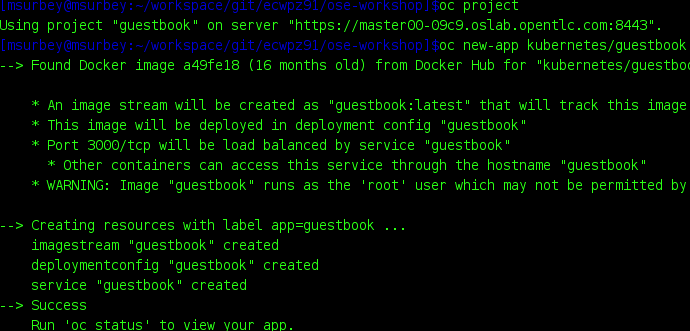 [msurbey@msurbey:~/workspace/git/ecwpz91/ose-workshop]$oc project
Using project "guestbook" on server "https://master00-09c9.oslab.opentlc.com:8443".
[msurbey@msurbey:~/workspace/git/ecwpz91/ose-workshop]$oc new-app kubernetes/guestbook
--> Found Docker image a49fe18 (16 months old) from Docker Hub for "kubernetes/guestboo
* An image stream will be created as "guestbook:latest" that will track this image
* This image will be deployed in deployment config "guestbook"
* Port 3000/tcp will be load balanced by service "guestbook"
* Other containers can access this service through the hostname "guestbook"
* WARNING: Image "guestbook" runs as the 'root' user which may not be permitted by
--> Creating resources with label app=guestbook ...
imagestream "guestbook" created
deploymentconfig "guestbook" created
service "guestbook" created
--> Success
Run 'oc status' to view your app.